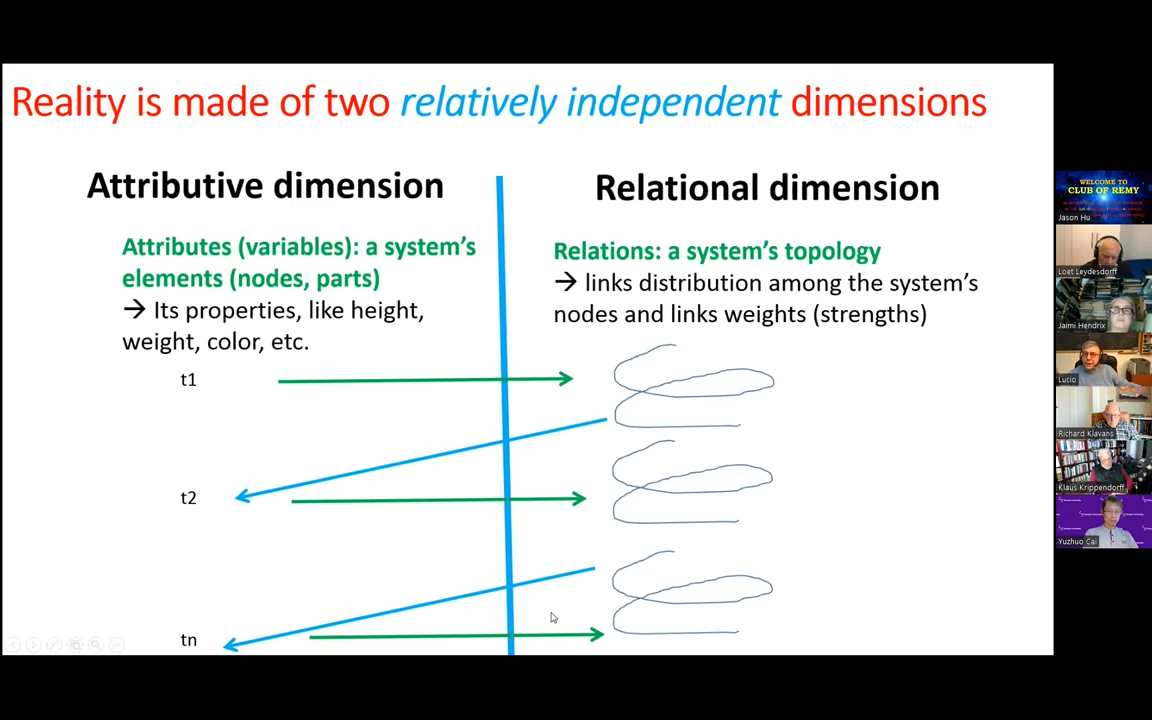 Reality is made of two relatively independent dimensions
Attributive dimension
Attributes (variables): a system's
elements (nodes, parts)
→ Its properties, like height,
weight, color, etc.
Relational dimension
Relations: a system's topology
→ links distribution among the system's
nodes and links weights (strengths)
t1
t2
tn
WELCOME TO
CLUB OF REMY
Jason Hu
Loet Leydesdorff
Jaimi Hendrix
Lucio
Richard Klavans
Klaus Krippendorff
Yuzhuo Cai